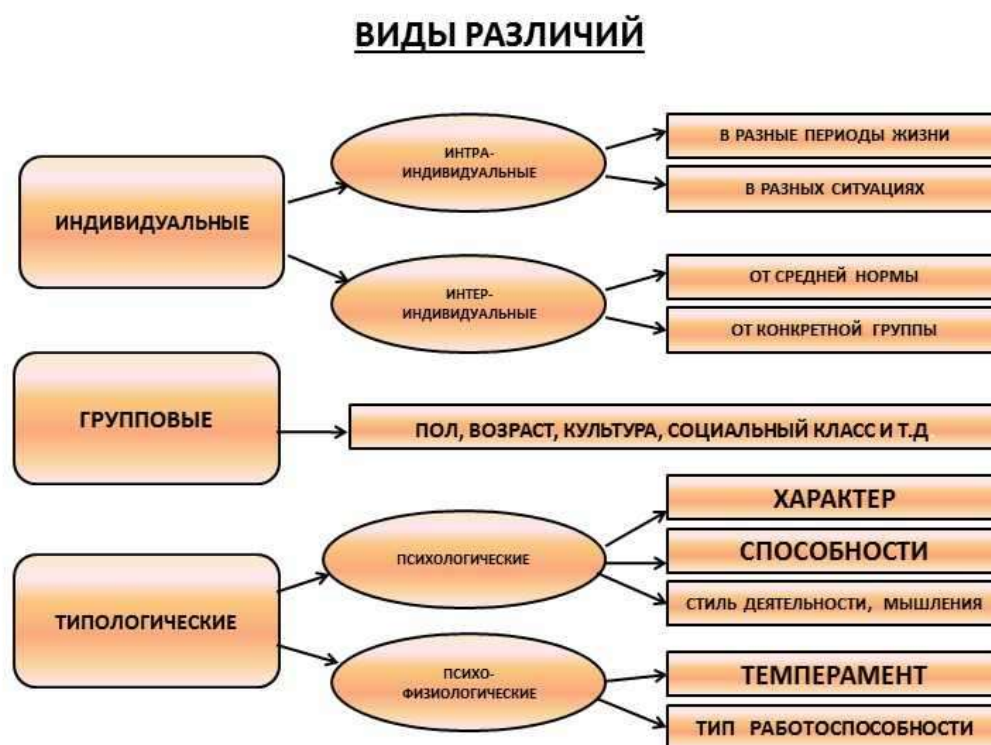 ВИДЫ РАЗЛИЧИЙ
ИНДИВИДУАЛЬНЫЕ
ИНТРА-
ИНДИВИДУАЛЬНЫЕ
В РАЗНЫЕ ПЕРИОДЫ ЖИЗНИ
В РАЗНЫХ СИТУАЦИЯХ
ИНТЕР-
ИНДИВИДУАЛЬНЫЕ
ОТ СРЕДНЕЙ НОРМЫ
ОТ КОНКРЕТНОЙ ГРУППЫ
ГРУППОВЫЕ
ПОЛ, ВОЗРАСТ, КУЛЬТУРА, СОЦИАЛЬНЫЙ КЛАСС И Т.Д
ТИПОЛОГИЧЕСКИЕ
ПСИХОЛОГИЧЕСКИЕ
ХАРАКТЕР
СПОСОБНОСТИ
СТИЛЬ ДЕЯТЕЛЬНОСТИ, МЫШЛЕНИЯ
ПСИХО-
ФИЗИОЛОГИЧЕСКИЕ
ТЕМПЕРАМЕНТ
ТИП РАБОТОСПОСОБНОСТИ